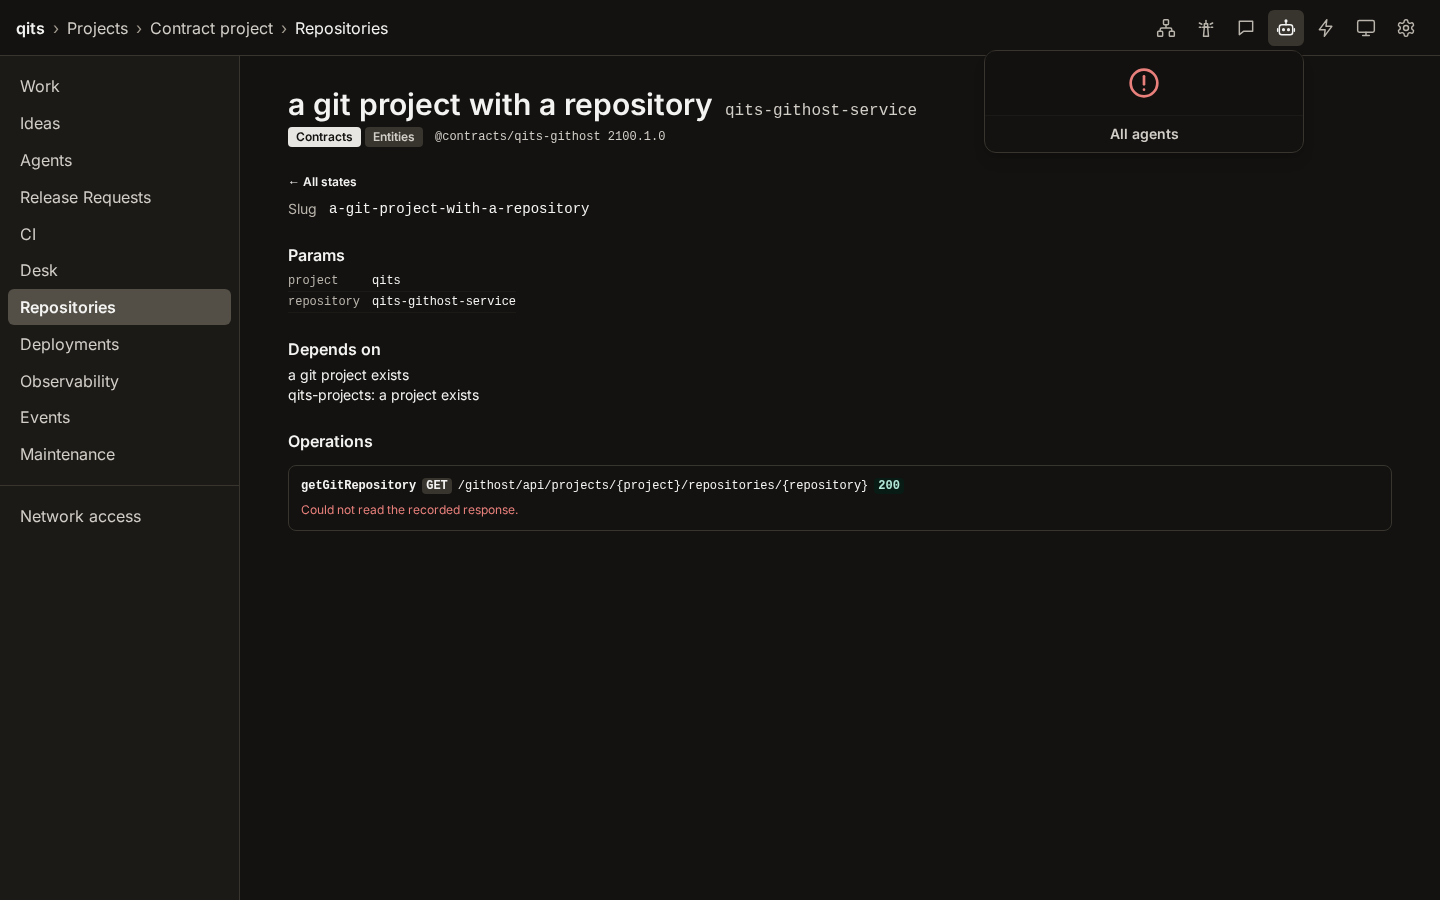 qits › Projects › Contract project › Repositories
Work
Ideas
Agents
Release Requests
CI
Desk
Repositories
Deployments
Observability
Events
Maintenance
Network access
a git project with a repository qits-githost-service
Contracts Entities @contracts/qits-githost 2100.1.0
← All states
Slug a-git-project-with-a-repository
Params
project qits
repository qits-githost-service
Depends on
a git project exists
qits-projects: a project exists
Operations
getGitRepository GET /githost/api/projects/{project}/repositories/{repository} 200
Could not read the recorded response.
All agents